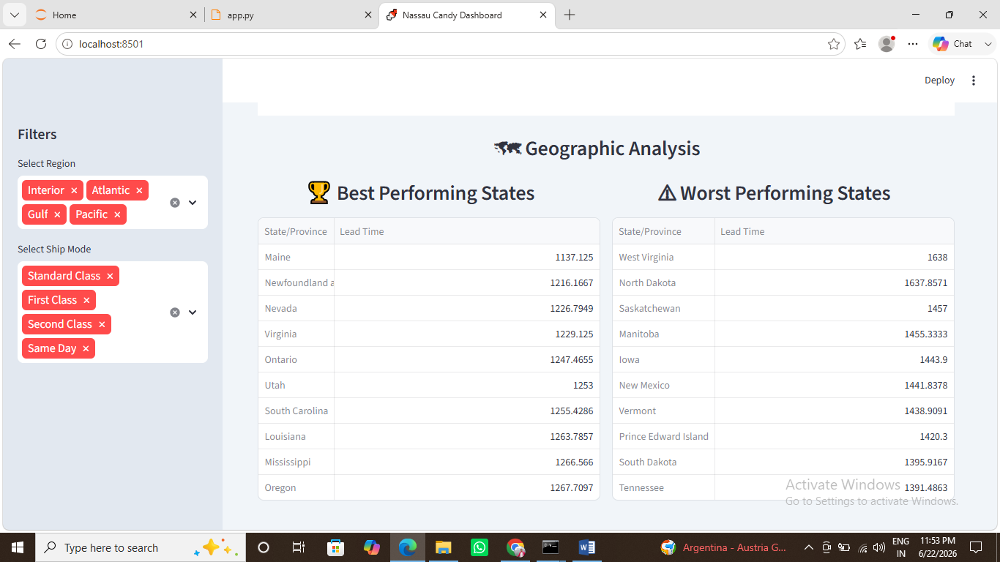 Home
app.py
Nassau Candy Dashboard
localhost:8501
Chat
Deploy
Filters
Select Region
Interior
Atlantic
Gulf
Pacific
Select Ship Mode
Standard Class
First Class
Second Class
Same Day
Geographic Analysis
Best Performing States
State/Province Lead Time
Maine 1137.125
Newfoundland a 1216.1667
Nevada 1226.7949
Virginia 1229.125
Ontario 1247.4655
Utah 1253
South Carolina 1255.4286
Louisiana 1263.7857
Mississippi 1266.566
Oregon 1267.7097
Worst Performing States
State/Province Lead Time
West Virginia 1638
North Dakota 1637.8571
Saskatchewan 1457
Manitoba 1455.3333
Iowa 1443.9
New Mexico 1441.8378
Vermont 1438.9091
Prince Edward Island 1420.3
South Dakota 1395.9167
Tennessee 1391.4863
Activate Windows
Go to Settings to activate Windows.
Type here to search
Argentina - Austria G...
ENG
IN
11:53 PM
6/22/2026